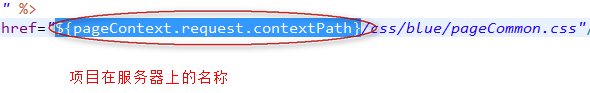 " %>
href="${pageContext.request.contextPath}/css/blue/pageCommon.css"/
项目在服务器上的名称